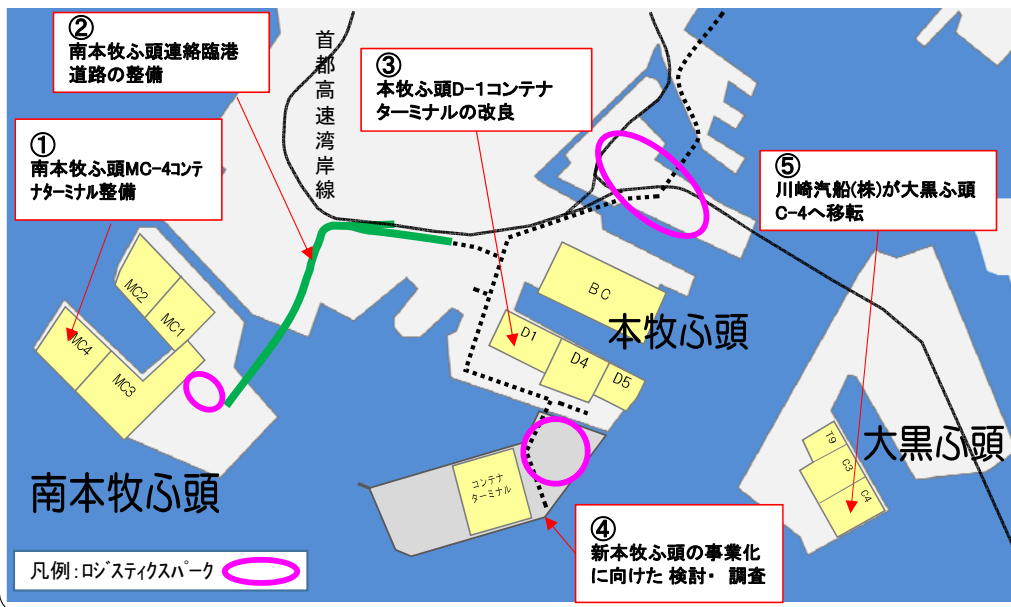 ②
南本牧ふ頭連絡臨港
道路の整備
首都高速湾岸線
③
本牧ふ頭D-1コンテナ
ターミナルの改良
①
南本牧ふ頭MC-4コンテ
ナターミナル整備
⑤
川崎汽船(株)が大黒ふ頭
C-4へ移転
MC2
MC1
MC4
MC3
BC
D1
D4
D5
本牧ふ頭
T9
C3
C4
大黒ふ頭
コンテナ
ターミナル
南本牧ふ頭
④
新本牧ふ頭の事業化
に向けた 検討・ 調査
凡例:ロジスティクスパーク